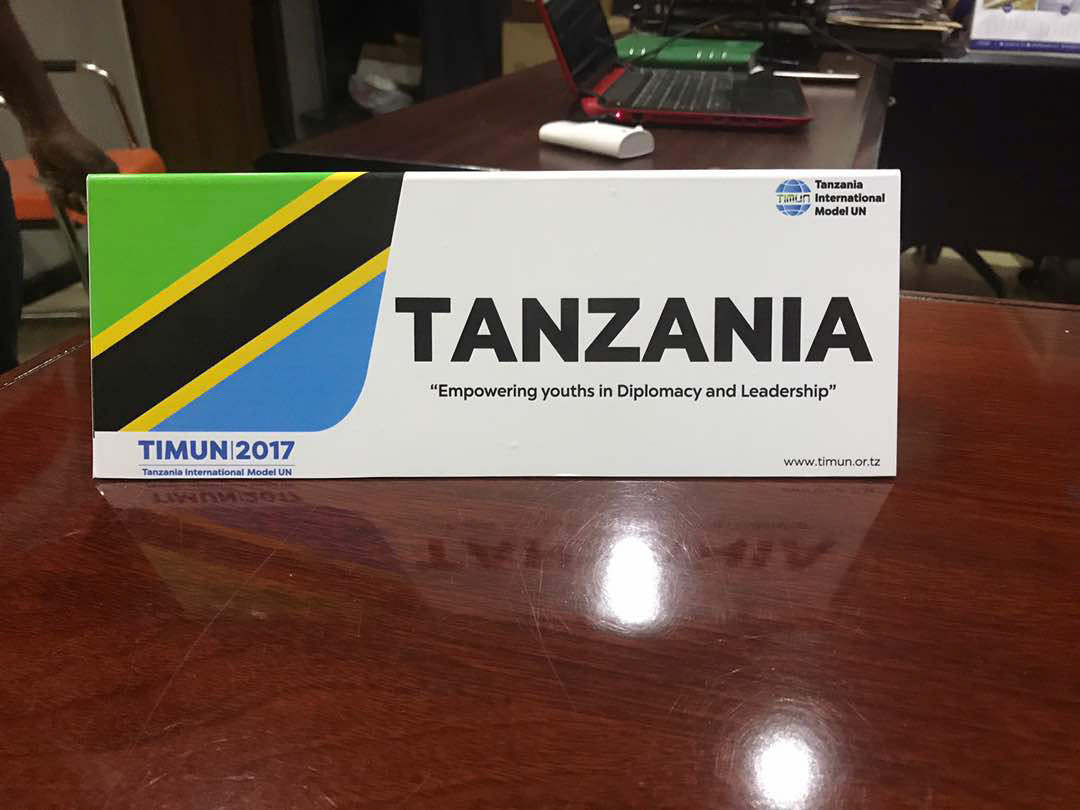 TIMUN
Tanzania
International
Model UN
TANZANIA
“Empowering youths in Diplomacy and Leadership”
TIMUN|2017
Tanzania International Model UN
www.timun.or.tz